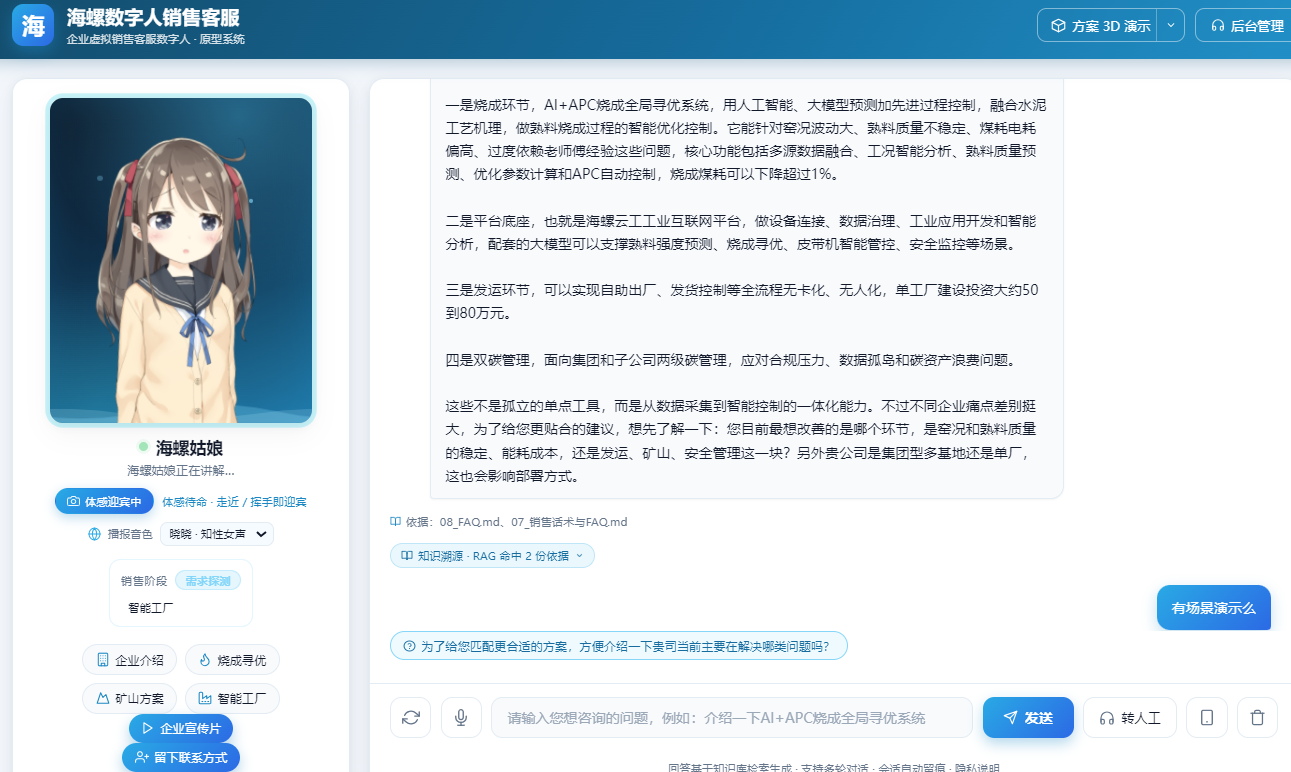 海
海螺数字人销售客服
企业虚拟销售客服数字人 · 原型系统
方案 3D 演示
后台管理
海螺姑娘
海螺姑娘正在讲解...
体感迎宾中
体感待命 · 走近 / 挥手即迎宾
播报音色
晓晓 · 知性女声
销售阶段
需求探测
智能工厂
企业介绍
烧成寻优
矿山方案
智能工厂
企业宣传片
留下联系方式
一是烧成环节，AI+APC烧成全局寻优系统，用人工智能、大模型预测加先进过程控制，融合水泥
工艺机理，做熟料烧成过程的智能优化控制。它能针对窑况波动大、熟料质量不稳定、煤耗电耗
偏高、过度依赖老师傅经验这些问题，核心功能包括多源数据融合、工况智能分析、熟料质量预
测、优化参数计算和APC自动控制，烧成煤耗可以下降超过1%。
二是平台底座，也就是海螺云工工业互联网平台，做设备连接、数据治理、工业应用开发和智能
分析，配套的大模型可以支撑熟料强度预测、烧成寻优、皮带机智能管控、安全监控等场景。
三是发运环节，可以实现自助出厂、发货控制等全流程无卡化、无人化，单工厂建设投资大约50
到80万元。
四是双碳管理，面向集团和子公司两级碳管理，应对合规压力、数据孤岛和碳资产浪费问题。
这些不是孤立的单点工具，而是从数据采集到智能控制的一体化能力。不过不同企业痛点差别挺
大，为了给您更贴合的建议，想先了解一下：您目前最想改善的是哪个环节，是窑况和熟料质量
的稳定、能耗成本，还是发运、矿山、安全管理这一块？另外贵公司是集团型多基地还是单厂，
这也会影响部署方式。
依据：08_FAQ.md、07_销售话术与FAQ.md
知识溯源 · RAG 命中 2 份依据
有场景演示么
为了给您匹配更合适的方案，方便介绍一下贵司当前主要在解决哪类问题吗？
请输入您想咨询的问题，例如：介绍一下AI+APC烧成全局寻优系统
发送
转人工
回答基于知识库检索生成 · 支持多轮对话 · 会话自动留痕 · 隐私说明